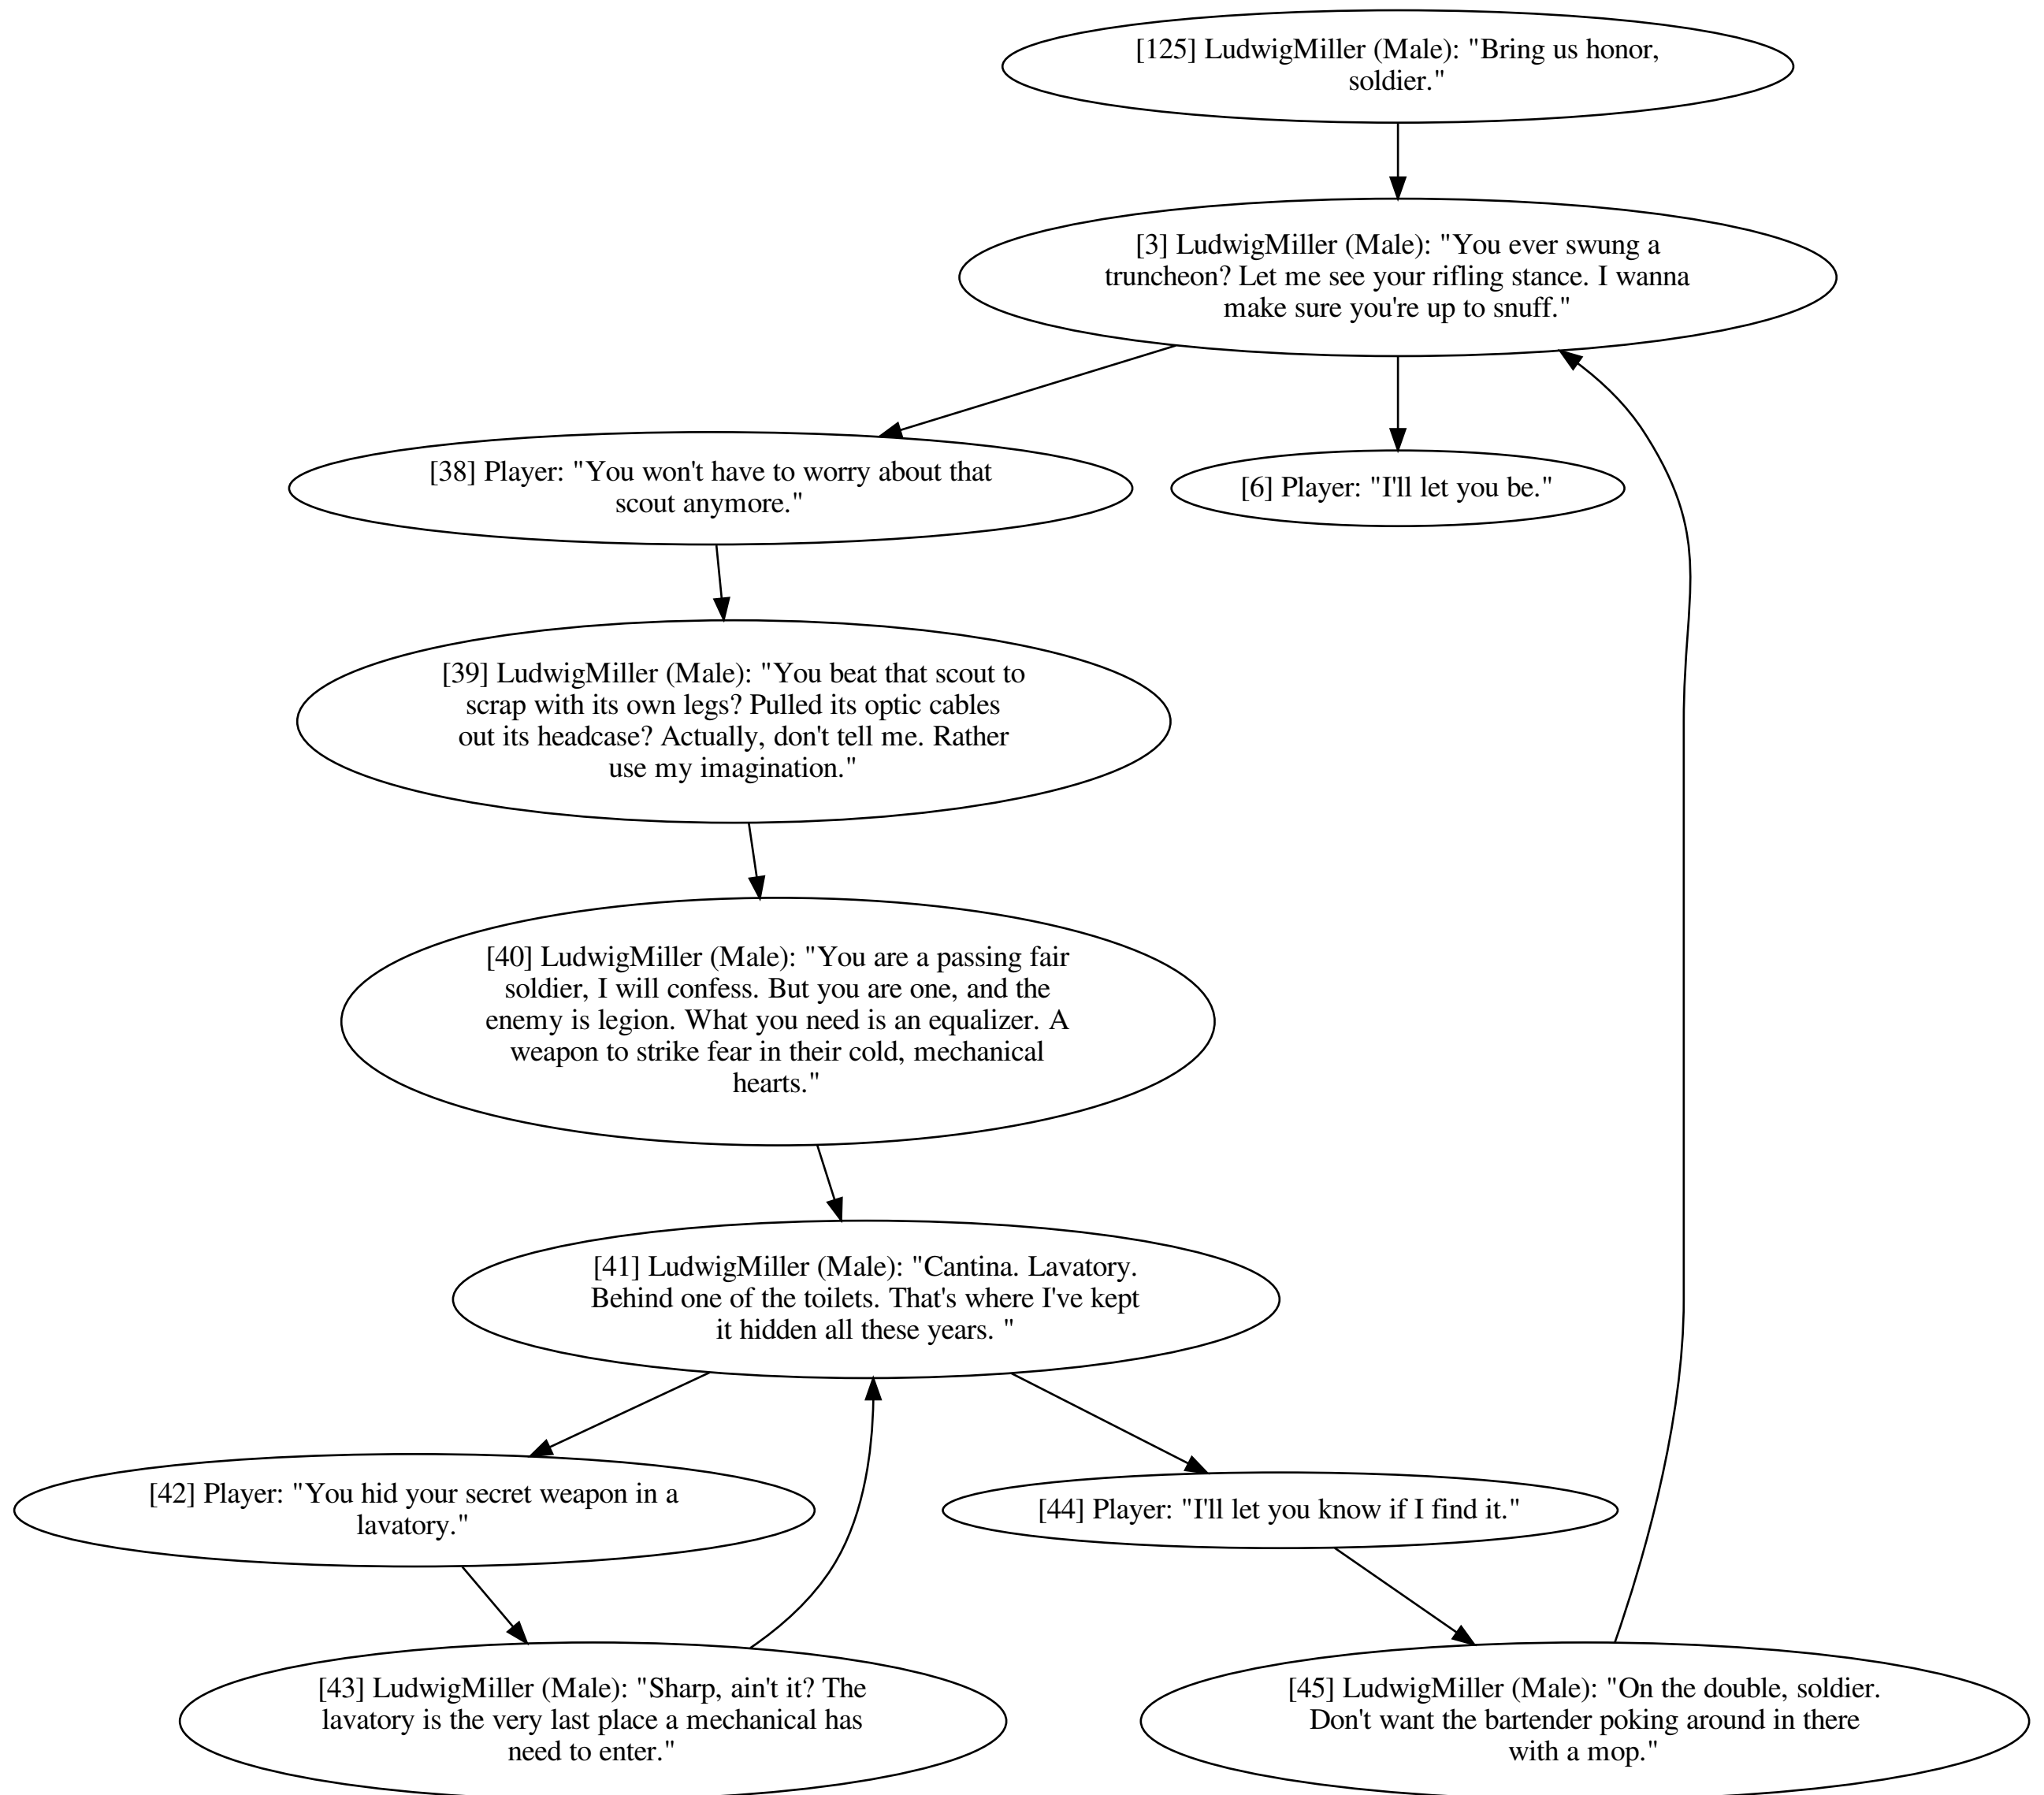 [125] LudwigMiller (Male): "Bring us honor,
soldier."
[3] LudwigMiller (Male): "You ever swung a
truncheon? Let me see your rifling stance. I wanna
make sure you're up to snuff."
[38] Player: "You won't have to worry about that
scout anymore."
[6] Player: "I'll let you be."
[39] LudwigMiller (Male): "You beat that scout to
scrap with its own legs? Pulled its optic cables
out its headcase? Actually, don't tell me. Rather
use my imagination."
[40] LudwigMiller (Male): "You are a passing fair
soldier, I will confess. But you are one, and the
enemy is legion. What you need is an equalizer. A
weapon to strike fear in their cold, mechanical
hearts."
[41] LudwigMiller (Male): "Cantina. Lavatory.
Behind one of the toilets. That's where I've kept
it hidden all these years. "
[42] Player: "You hid your secret weapon in a
lavatory."
[44] Player: "I'll let you know if I find it."
[43] LudwigMiller (Male): "Sharp, ain't it? The
lavatory is the very last place a mechanical has
need to enter."
[45] LudwigMiller (Male): "On the double, soldier.
Don't want the bartender poking around in there
with a mop."